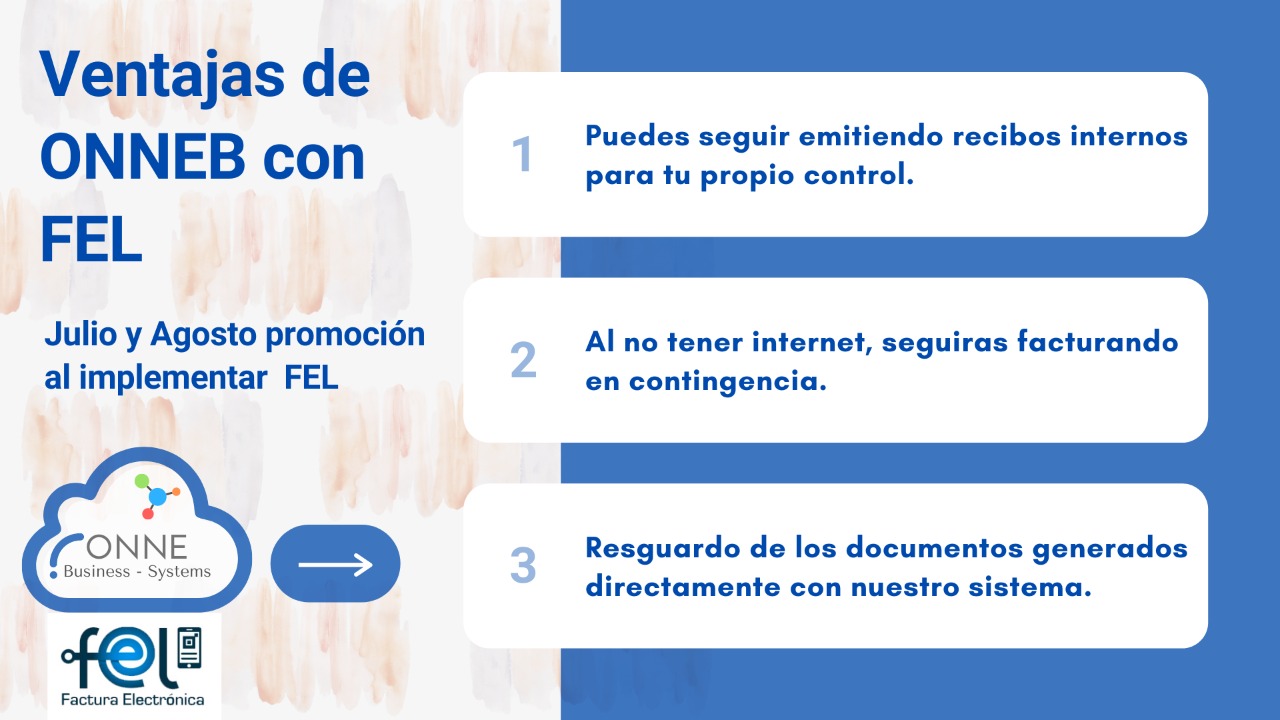 Ventajas de
ONNEB con
FEL
Julio y Agosto promoción
al implementar  FEL
ONNE
Business - Systems
fel
Factura Electrónica
1
Puedes seguir emitiendo recibos internos
para tu propio control.
2
Al no tener internet, seguiras facturando
en contingencia.
3
Resguardo de los documentos generados
directamente con nuestro sistema.